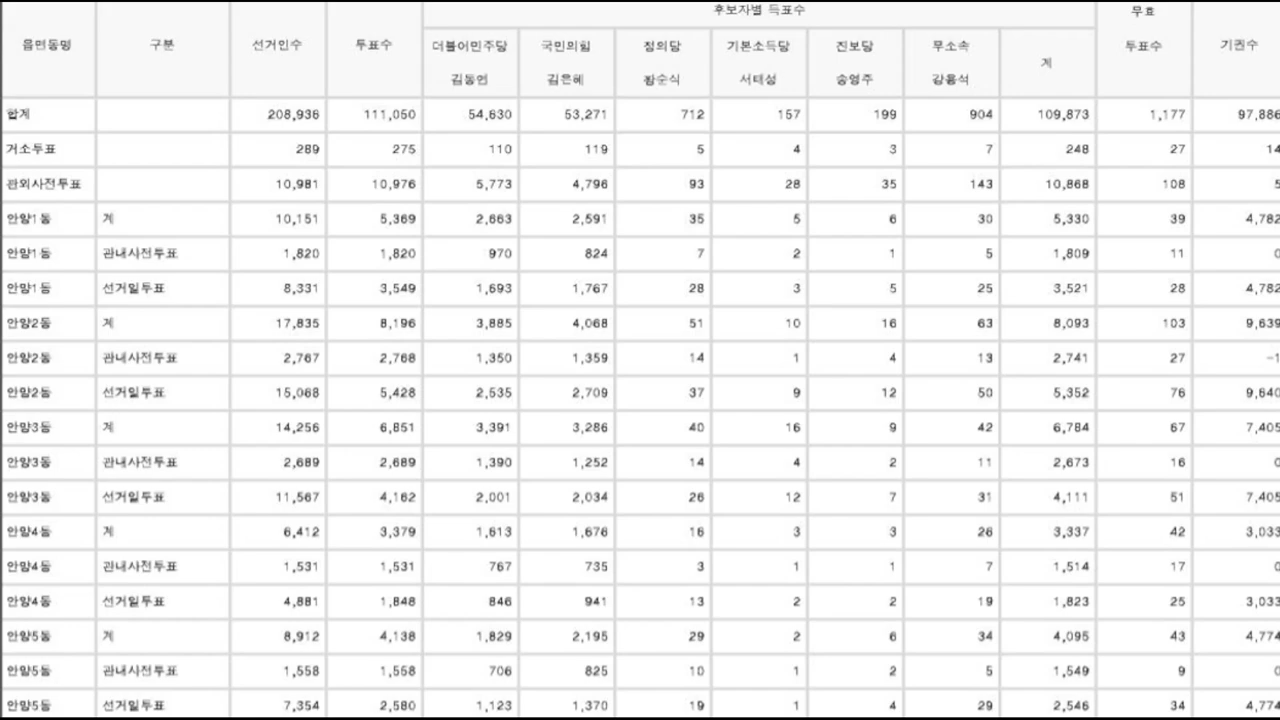 후보자별 득표수 무효
읍면동명 구분 선거인수 투표수 더불어민주당 국민의힘 정의당 기본소득당 진보당 무소속 계 투표수 기권수
김동연 김은혜 황순식 서태성 송영주 강용석
합계 208,936 111,050 54,630 53,271 712 157 199 904 109,873 1,177 97,886
거소투표 289 275 110 119 5 4 3 7 248 27 14
관외사전투표 10,981 10,976 5,773 4,796 93 28 35 143 10,868 108 5
안양1동 계 10,151 5,369 2,663 2,591 35 5 6 30 5,330 39 4,782
안양1동 관내사전투표 1,820 1,820 970 824 7 2 1 5 1,809 11 0
안양1동 선거일투표 8,331 3,549 1,693 1,767 28 3 5 25 3,521 28 4,782
안양2동 계 17,835 8,196 3,885 4,068 51 10 16 63 8,093 103 9,639
안양2동 관내사전투표 2,767 2,768 1,350 1,359 14 1 4 13 2,741 27 -1
안양2동 선거일투표 15,068 5,428 2,535 2,709 37 9 12 50 5,352 76 9,640
안양3동 계 14,256 6,851 3,391 3,286 40 16 9 42 6,784 67 7,405
안양3동 관내사전투표 2,689 2,689 1,390 1,252 14 4 2 11 2,673 16 0
안양3동 선거일투표 11,567 4,162 2,001 2,034 26 12 7 31 4,111 51 7,405
안양4동 계 6,412 3,379 1,613 1,676 16 3 3 26 3,337 42 3,033
안양4동 관내사전투표 1,531 1,531 767 735 3 1 1 7 1,514 17 0
안양4동 선거일투표 4,881 1,848 846 941 13 2 2 19 1,823 25 3,033
안양5동 계 8,912 4,138 1,829 2,195 29 2 6 34 4,095 43 4,774
안양5동 관내사전투표 1,558 1,558 706 825 10 1 2 5 1,549 9 0
안양5동 선거일투표 7,354 2,580 1,123 1,370 19 1 4 29 2,546 34 4,774